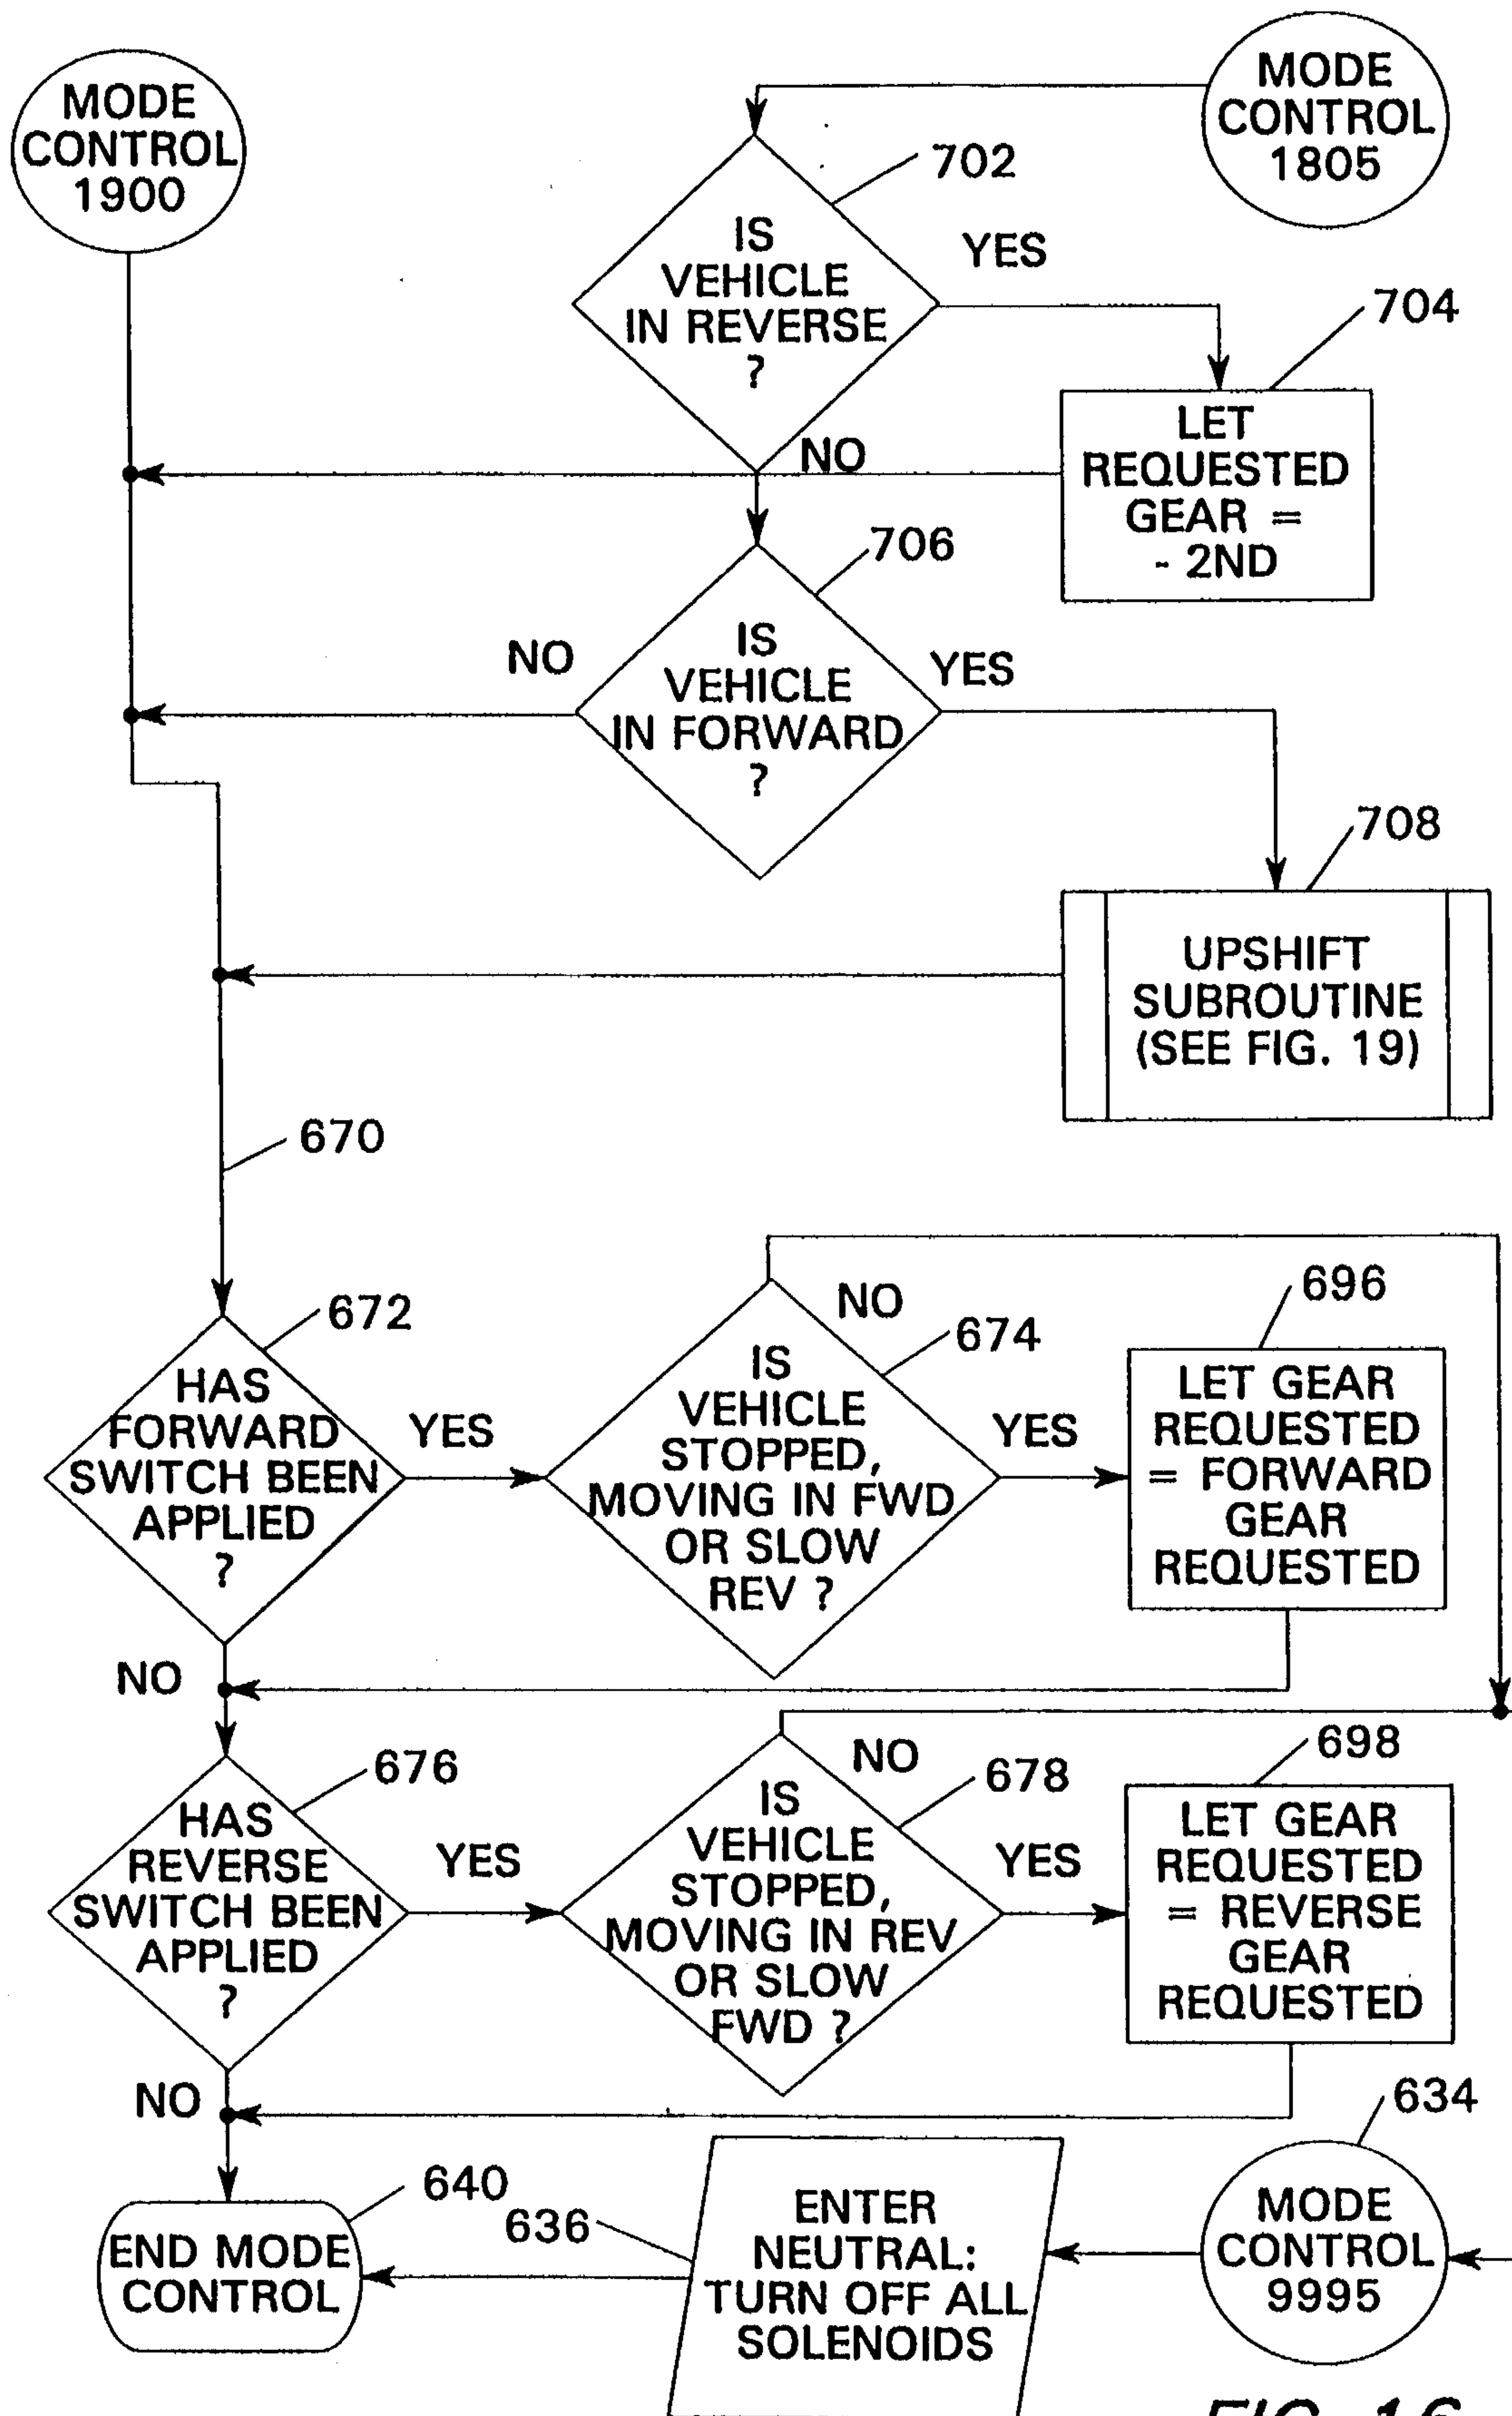 MODE
CONTROL
1900
MODE
CONTROL
1805
702
IS
VEHICLE
IN REVERSE
?
YES
704
LET
REQUESTED
GEAR =
- 2ND
NO
706
IS
VEHICLE
IN FORWARD
?
NO
YES
708
UPSHIFT
SUBROUTINE
(SEE FIG. 19)
670
672
HAS
FORWARD
SWITCH BEEN
APPLIED
?
YES
NO
674
IS
VEHICLE
STOPPED,
MOVING IN FWD
OR SLOW
REV ?
YES
696
LET GEAR
REQUESTED
= FORWARD
GEAR
REQUESTED
NO
676
HAS
REVERSE
SWITCH BEEN
APPLIED
?
YES
NO
678
IS
VEHICLE
STOPPED,
MOVING IN REV
OR SLOW
FWD ?
YES
698
LET GEAR
REQUESTED
= REVERSE
GEAR
REQUESTED
NO
640
END MODE
CONTROL
636
ENTER
NEUTRAL:
TURN OFF ALL
SOLENOIDS
634
MODE
CONTROL
9995
FIG. 16